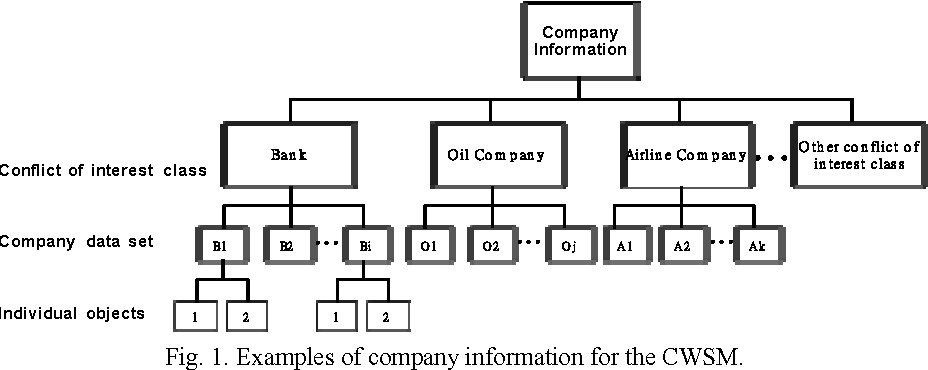 Company
Information
Bank
Oil Company
Airline Company
Other conflict of
interest class
Conflict of interest class
Company data set
B1
B2
Bi
O1
O2
Oj
A1
A2
Ak
Individual objects
1
2
1
2
Fig. 1. Examples of company information for the CWSM.